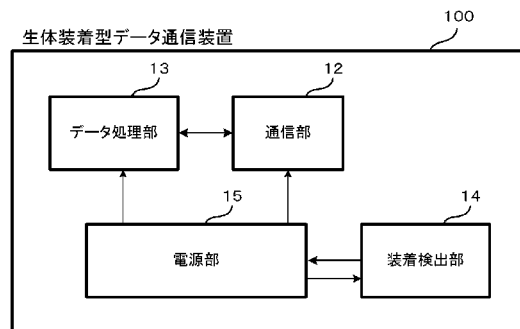 生体装着型データ通信装置
100
13
12
データ処理部
通信部
15
14
電源部
装着検出部